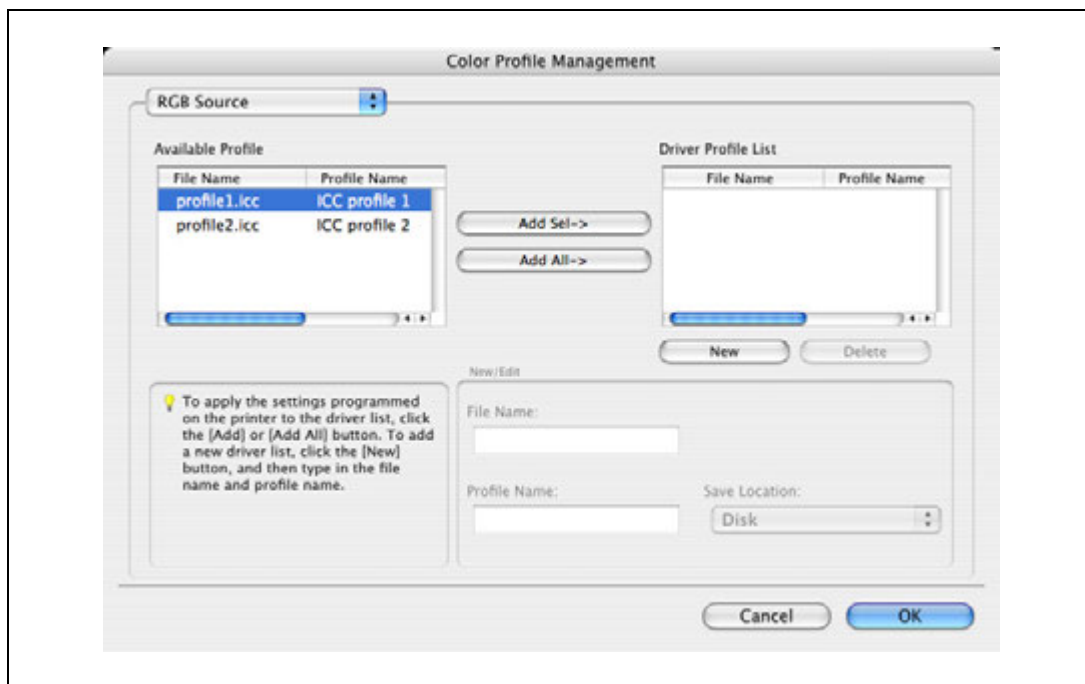 Color Profile Management
RGB Source
Available Profile
File Name Profile Name
profile1.icc ICC profile 1
profile2.icc ICC profile 2
Add Sel->
Add All->
Driver Profile List
File Name Profile Name
New Delete
To apply the settings programmed
on the printer to the driver list, click
the [Add] or [Add All] button. To add
a new driver list, click the [New]
button, and then type in the file
name and profile name.
New/Edit
File Name:
Profile Name:
Save Location:
Disk
Cancel OK